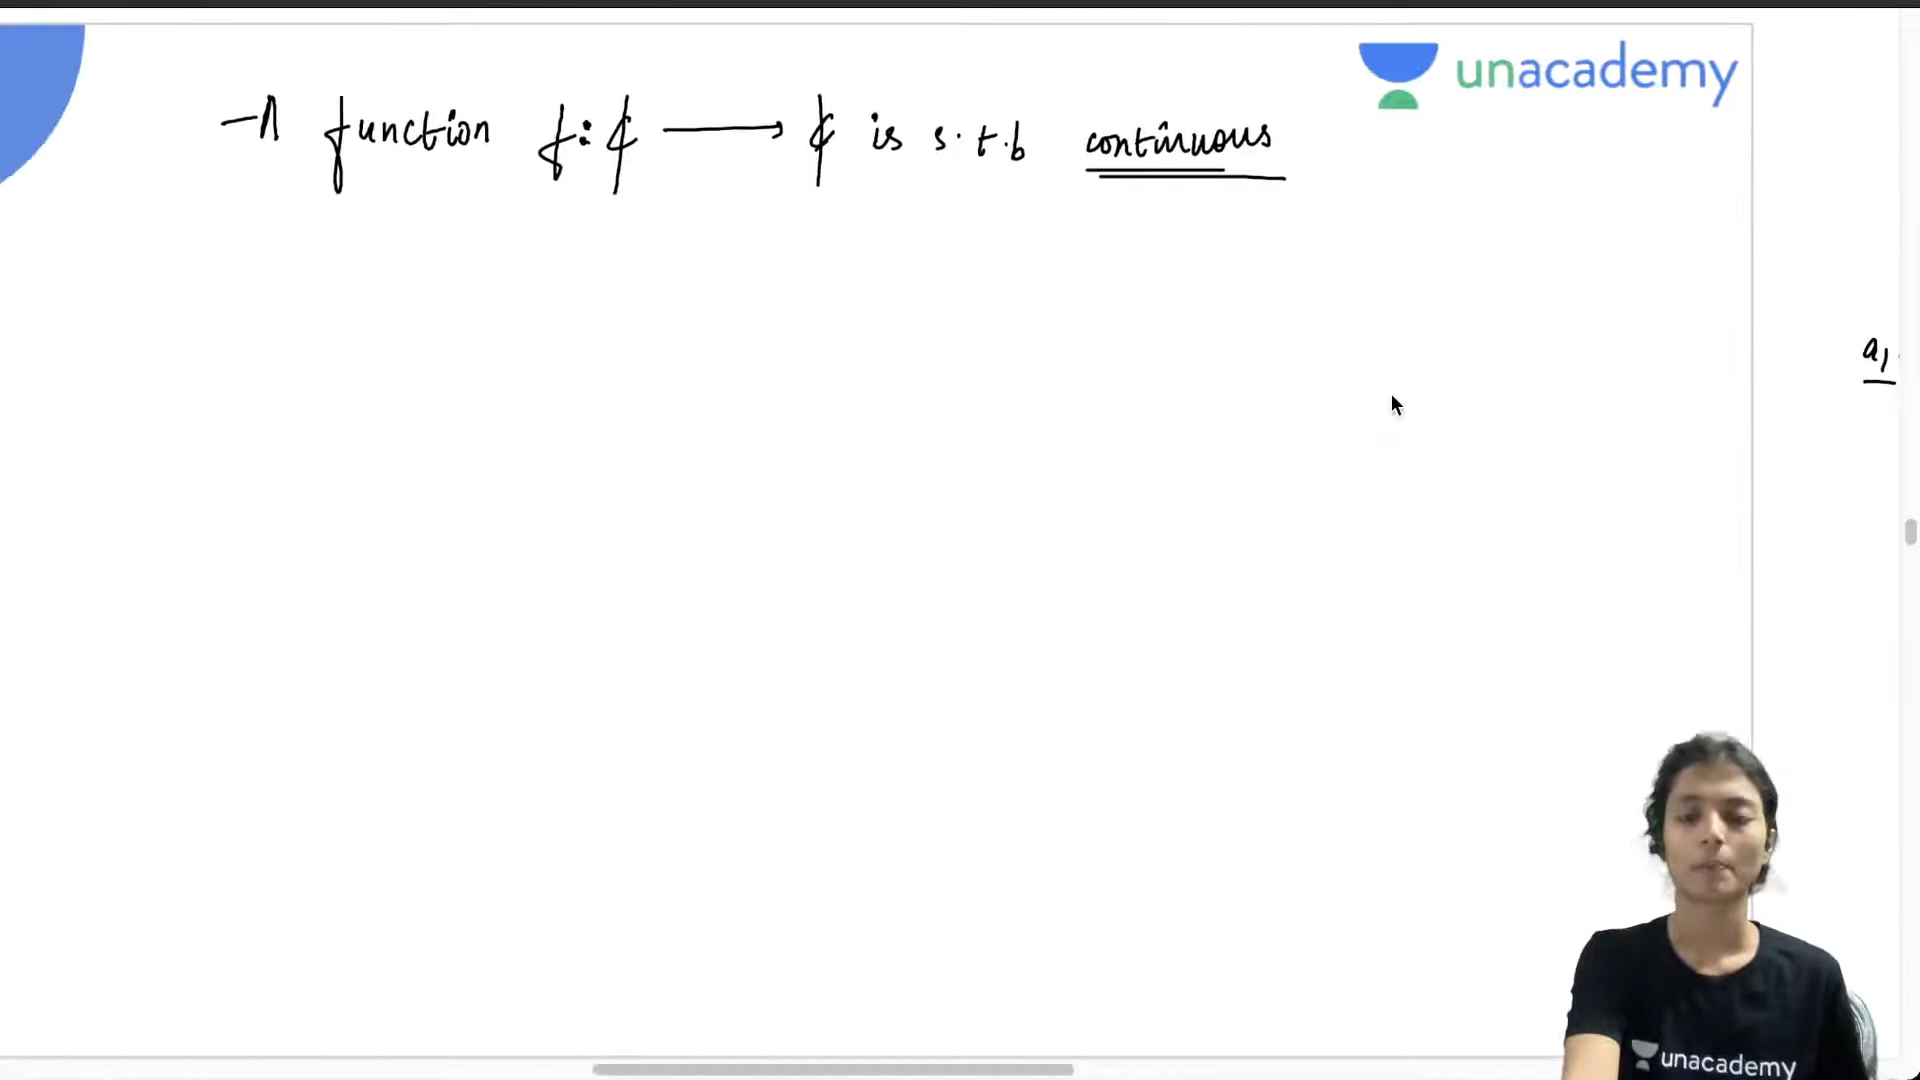 unacademy
A function f: ₵ ⟶ ₵ is s.t.b continuous
a,
unacademy